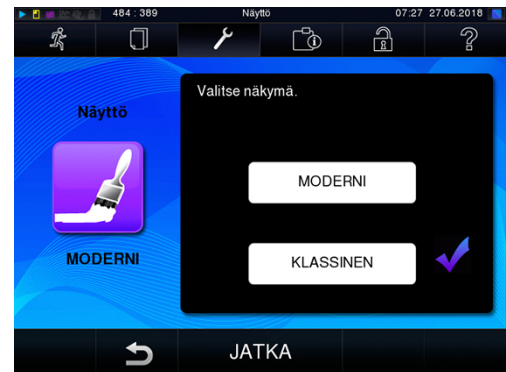 484 : 389 Näyttö 07:27 27.06.2018
Näyttö
Valitse näkymä.
MODERNI
MODERNI
KLASSINEN
JATKA